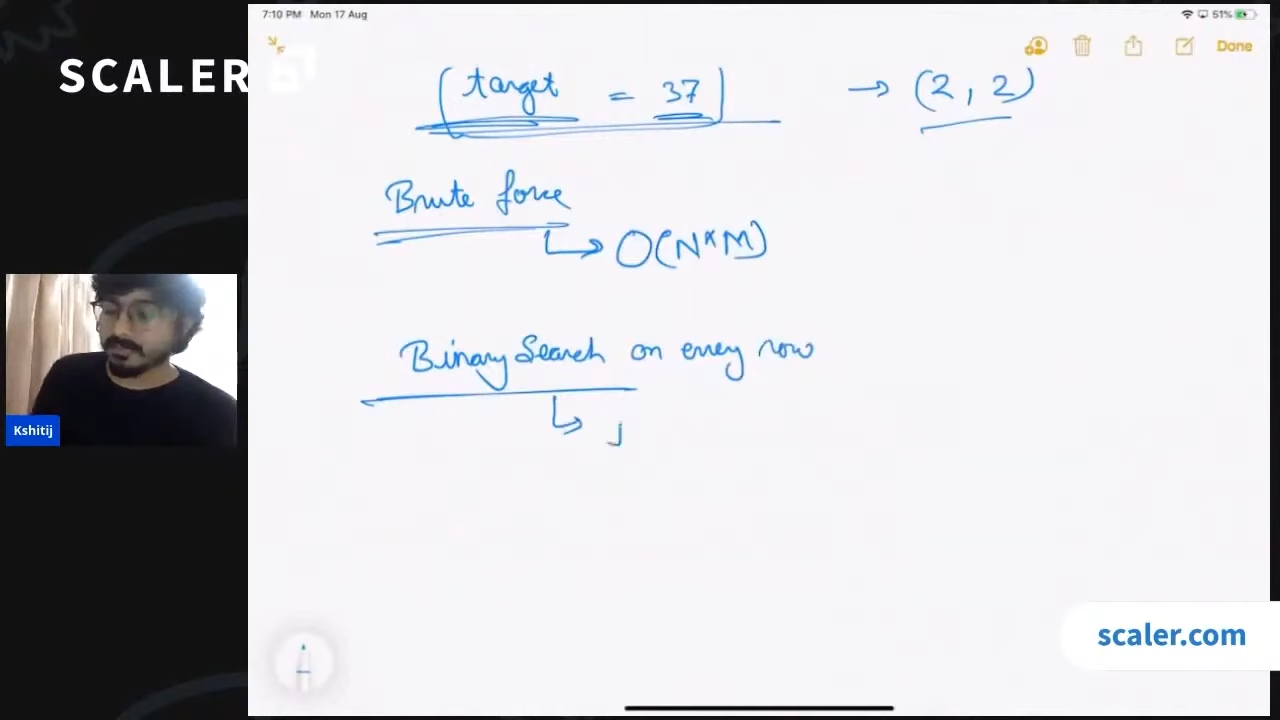 7:10 PM Mon 17 Aug
51%
Done
SCALER
(target = 37) → (2, 2)
Brute force
↳ O(N*M)
Binary Search on every row
Kshitij
scaler.com